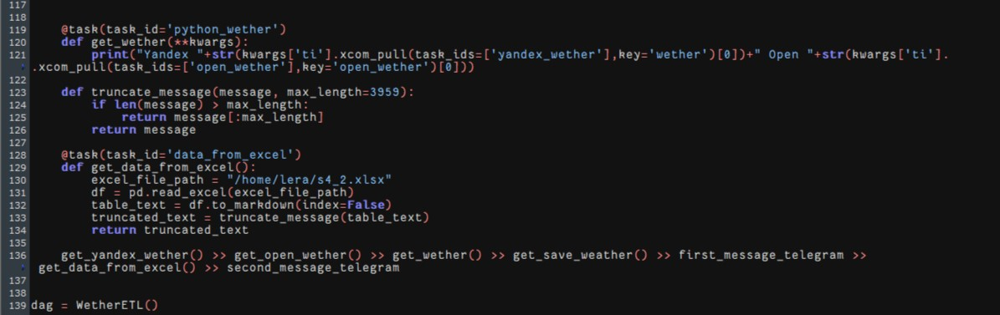 117
118
119 @task(task_id='python_wether')
120 def get_wether(**kwargs):
121 print("Yandex "+str(kwargs['ti'].xcom_pull(task_ids=['yandex_wether'],key='wether')[0])+" Open "+str(kwargs['ti'].
.xcom_pull(task_ids=['open_wether'],key='open_wether')[0]))
122
123 def truncate_message(message, max_length=3959):
124 if len(message) > max_length:
125 return message[:max_length]
126 return message
127
128 @task(task_id='data_from_excel')
129 def get_data_from_excel():
130 excel_file_path = "/home/lera/s4_2.xlsx"
131 df = pd.read_excel(excel_file_path)
132 table_text = df.to_markdown(index=False)
133 truncated_text = truncate_message(table_text)
134 return truncated_text
135
136 get_yandex_wether() >> get_open_wether() >> get_wether() >> get_save_weather() >> first_message_telegram >>
get_data_from_excel() >> second_message_telegram
137
138
139 dag = WetherETL()